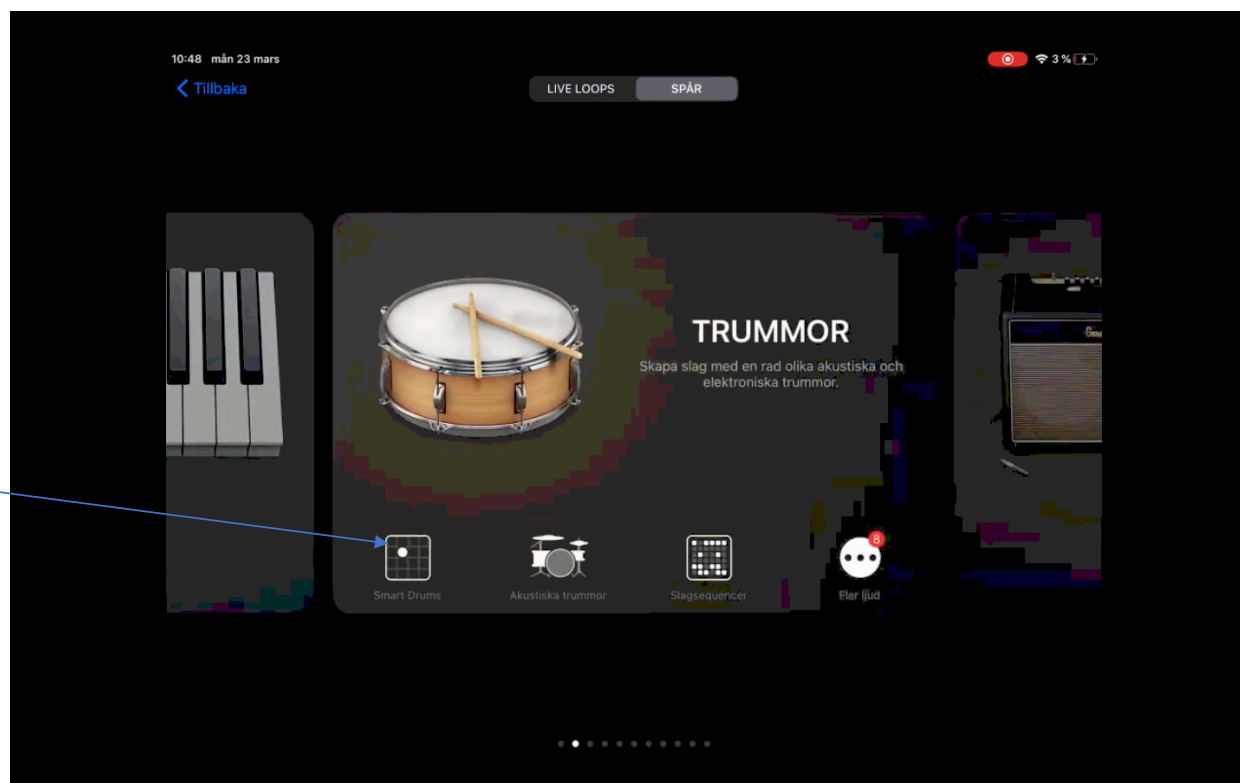 10:48 mån 23 mars
3 %
Tillbaka
LIVE LOOPS
SPÅR
TRUMMOR
Skapa slag med en rad olika akustiska och
elektroniska trummor.
8
Smart Drums
Akustiska trummor
Slagsequencer
Fler ljud